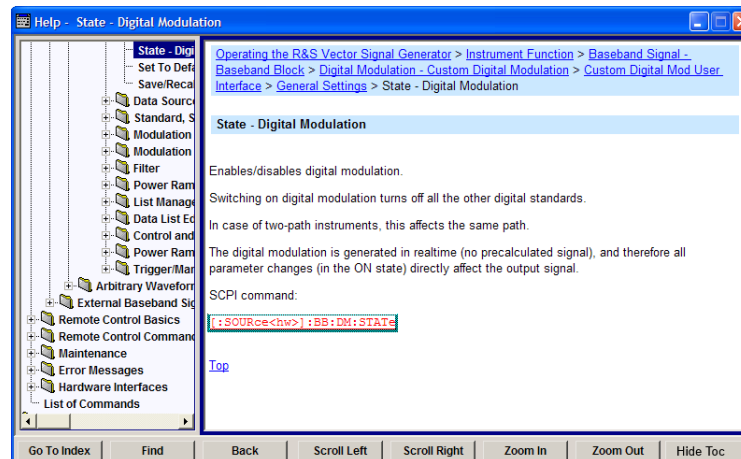 Help - State - Digital Modulation
State - Digi
Set To Defa
Save/Recal
Data Source
Standard, S
Modulation
Modulation
Filter
Power Ram
List Manage
Data List Ed
Control and
Power Ram
Trigger/Mar
Arbitrary Waveform
External Baseband Sig
Remote Control Basics
Remote Control Command
Maintenance
Error Messages
Hardware Interfaces
List of Commands
Operating the R&S Vector Signal Generator > Instrument Function > Baseband Signal -
Baseband Block > Digital Modulation - Custom Digital Modulation > Custom Digital Mod User
Interface > General Settings > State - Digital Modulation
State - Digital Modulation
Enables/disables digital modulation.
Switching on digital modulation turns off all the other digital standards.
In case of two-path instruments, this affects the same path.
The digital modulation is generated in realtime (no precalculated signal), and therefore all
parameter changes (in the ON state) directly affect the output signal.
SCPI command:
[:SOURce<hw>]:BB:DM:STATe
Top
Go To Index
Find
Back
Scroll Left
Scroll Right
Zoom In
Zoom Out
Hide Toc